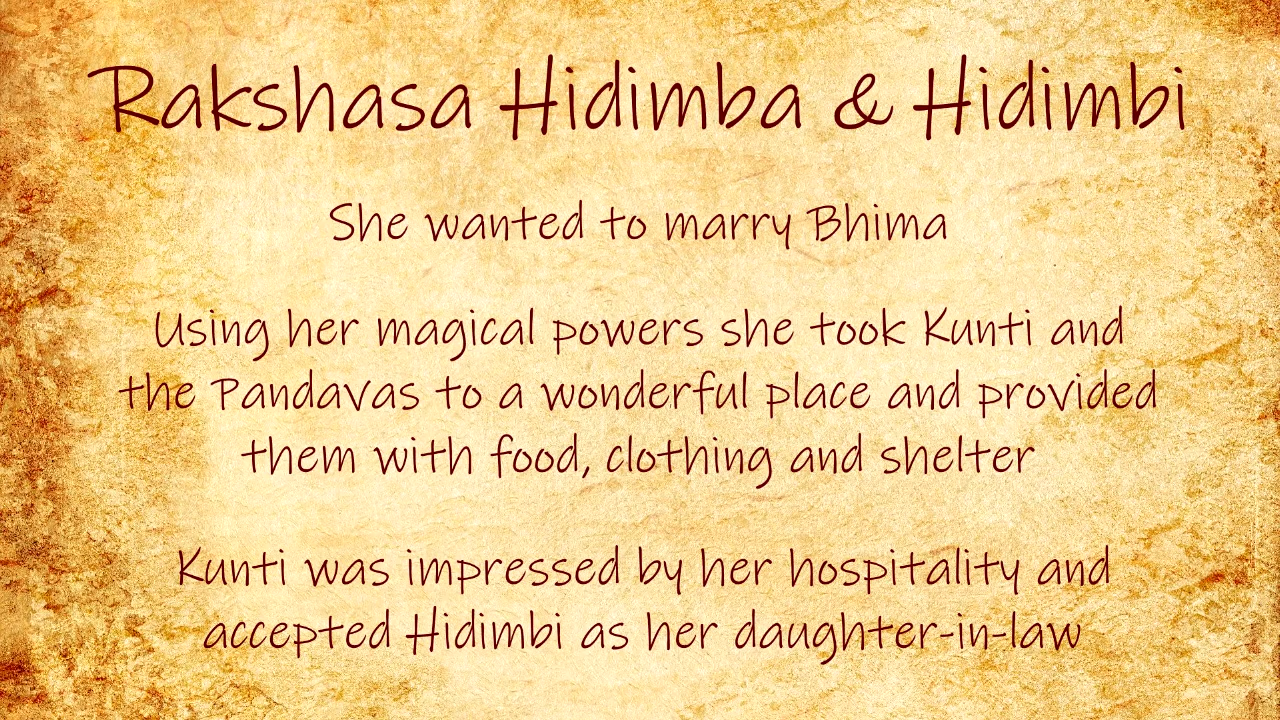 Rakshasa Hidimba & Hidimbi
She wanted to marry Bhima
Using her magical powers she took Kunti and
the Pandavas to a wonderful place and provided
them with food, clothing and shelter
Kunti was impressed by her hospitality and
accepted Hidimbi as her daughter-in-law